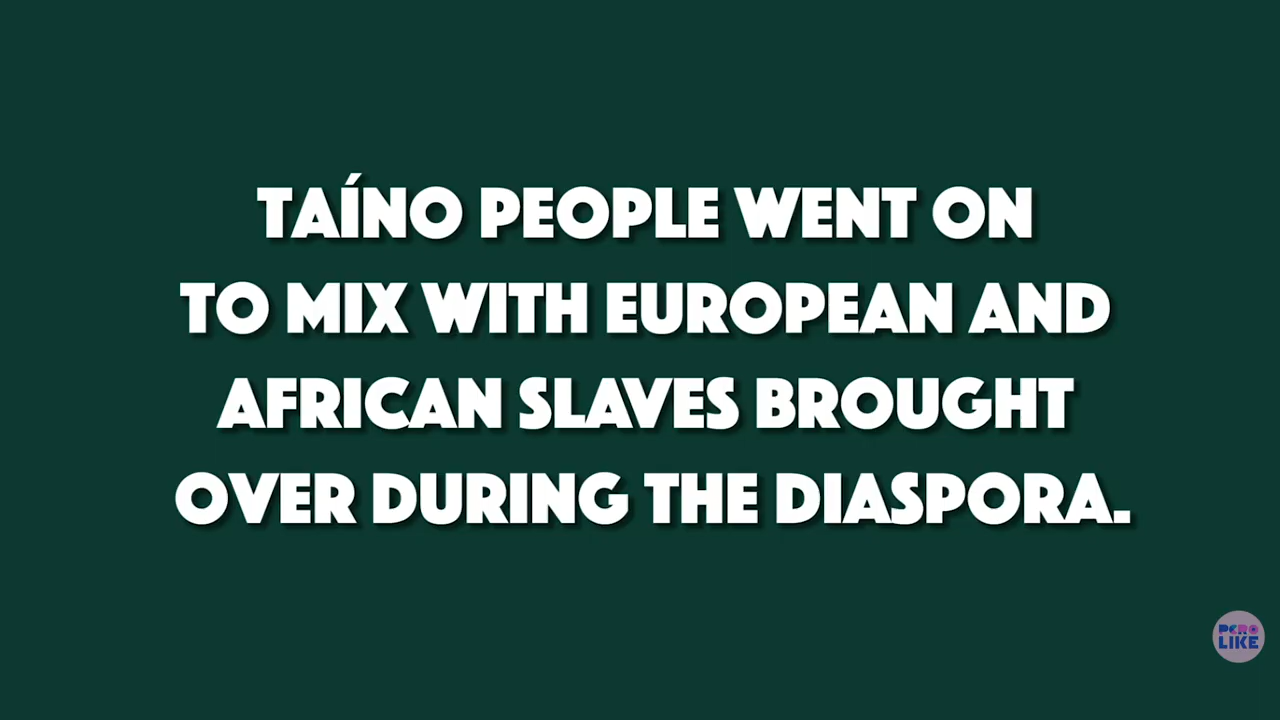 TAÍNO PEOPLE WENT ON
TO MIX WITH EUROPEAN AND
AFRICAN SLAVES BROUGHT
OVER DURING THE DIASPORA.
PERO
LIKE